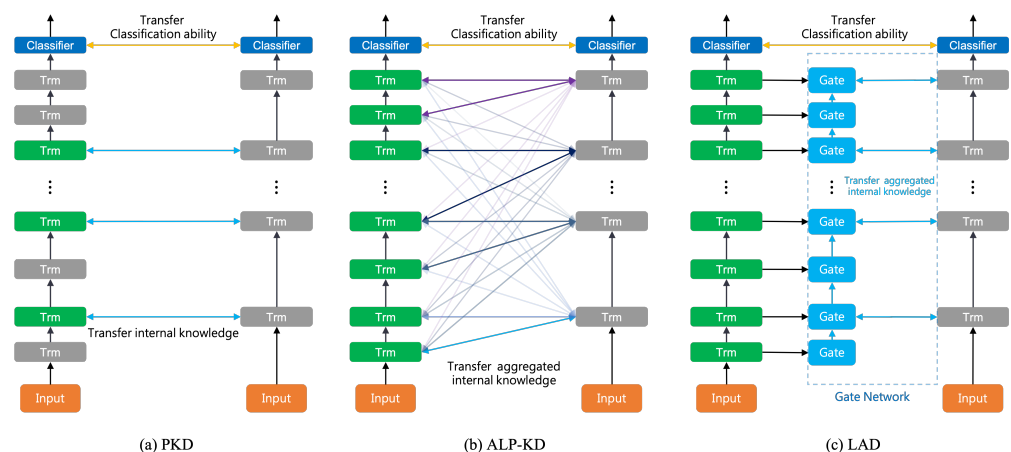 Transfer
Classification ability
Classifier
Classifier
Trm
Trm
Trm
Trm
Trm
Trm
Trm
Trm
Trm
Trm
Trm
Transfer internal knowledge
Input
Input
(a) PKD
Transfer
Classification ability
Classifier
Classifier
Trm
Trm
Trm
Trm
Trm
Trm
Trm
Trm
Trm
Trm
Trm
Transfer aggregated
internal knowledge
Input
Input
(b) ALP-KD
Transfer
Classification ability
Classifier
Classifier
Trm
Gate
Trm
Trm
Gate
Trm
Gate
Trm
Transfer aggregated
internal knowledge
Trm
Gate
Trm
Trm
Gate
Trm
Gate
Trm
Trm
Gate
Input
Gate Network
Input
(c) LAD